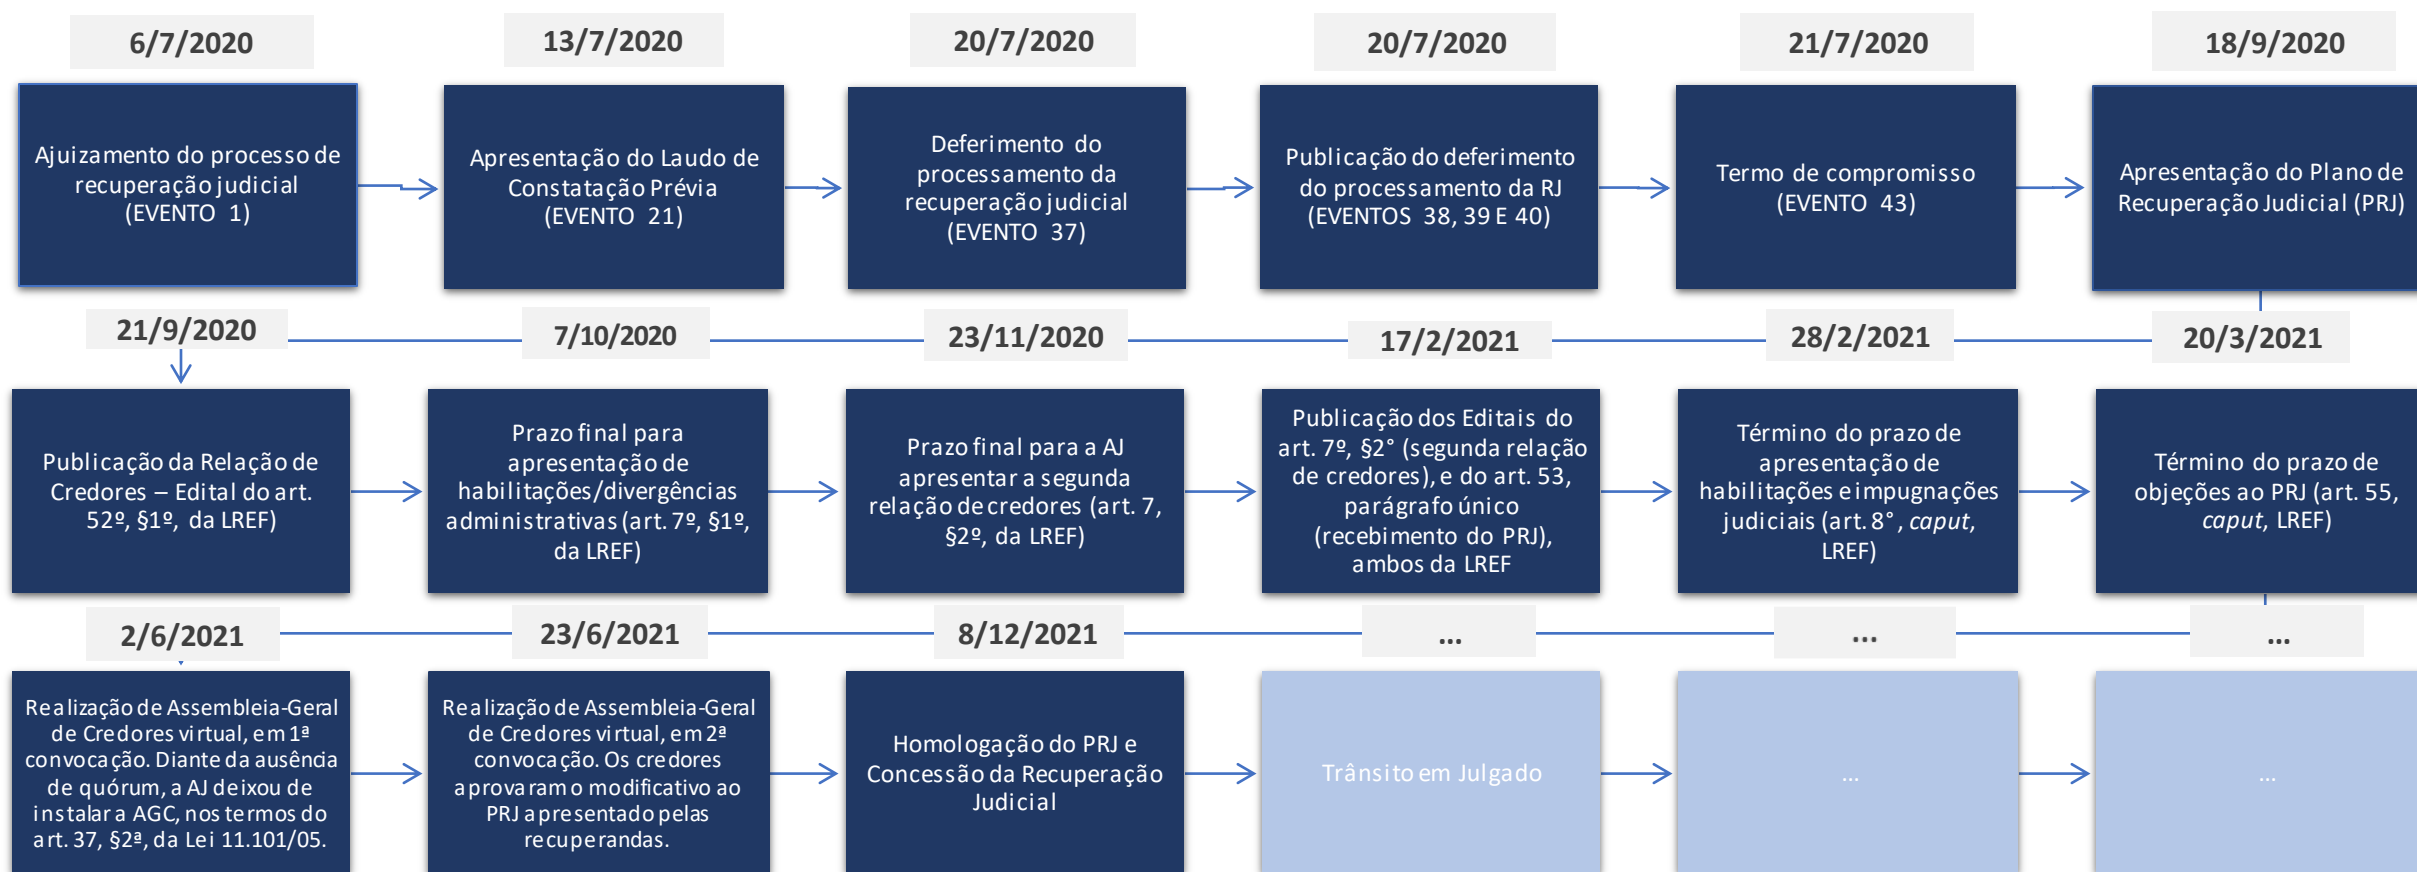 6/7/2020
13/7/2020
20/7/2020
20/7/2020
21/7/2020
18/9/2020
Ajuizamento do processo de
recuperação judicial
(EVENTO 1)
Apresentação do Laudo de
Constatação Prévia
(EVENTO 21)
Deferimento do
processamento da
recuperação judicial
(EVENTO 37)
Publicação do deferimento
do processamento da RJ
(EVENTOS 38, 39 E 40)
Termo de compromisso
(EVENTO 43)
Apresentação do Plano de
Recuperação Judicial (PRJ)
21/9/2020
7/10/2020
23/11/2020
17/2/2021
28/2/2021
20/3/2021
Publicação da Relação de
Credores – Edital do art.
52º, §1º, da LREF)
Prazo final para
apresentação de
habilitações/divergências
administrativas (art. 7º, §1º,
da LREF)
Prazo final para a AJ
apresentar a segunda
relação de credores (art. 7,
§2º, da LREF)
Publicação dos Editais do
art. 7º, §2° (segunda relação
de credores), e do art. 53,
parágrafo único
(recebimento do PRJ),
ambos da LREF
Término do prazo de
apresentação de
habilitações e impugnações
judiciais (art. 8°, caput,
LREF)
Término do prazo de
objeções ao PRJ (art. 55,
caput, LREF)
2/6/2021
23/6/2021
8/12/2021
...
...
...
Realização de Assembleia-Geral
de Credores virtual, em 1ª
convocação. Diante da ausência
de quórum, a AJ deixou de
instalar a AGC, nos termos do
art. 37, §2ª, da Lei 11.101/05.
Realização de Assembleia-Geral
de Credores virtual, em 2ª
convocação. Os credores
aprovaram o modificativo ao
PRJ apresentado pelas
recuperandas.
Homologação do PRJ e
Concessão da Recuperação
Judicial
Trânsito em Julgado
...
...